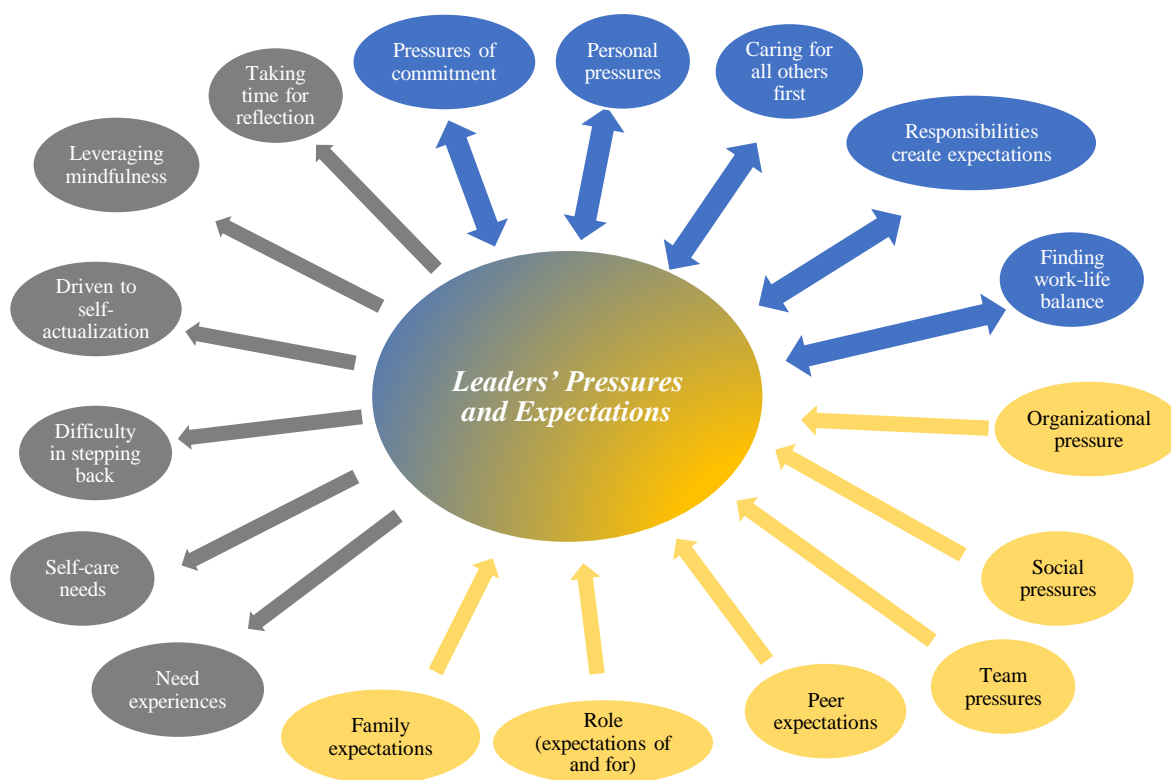 Pressures of
commitment
Personal
pressures
Caring for
all others
first
Responsibilities
create expectations
Finding
work-life
balance
Organizational
pressure
Social
pressures
Team
pressures
Peer
expectations
Role
(expectations of
and for)
Family
expectations
Need
experiences
Self-care
needs
Difficulty
in stepping
back
Driven to
self-
actualization
Leveraging
mindfulness
Taking
time for
reflection
Leaders’ Pressures
and Expectations